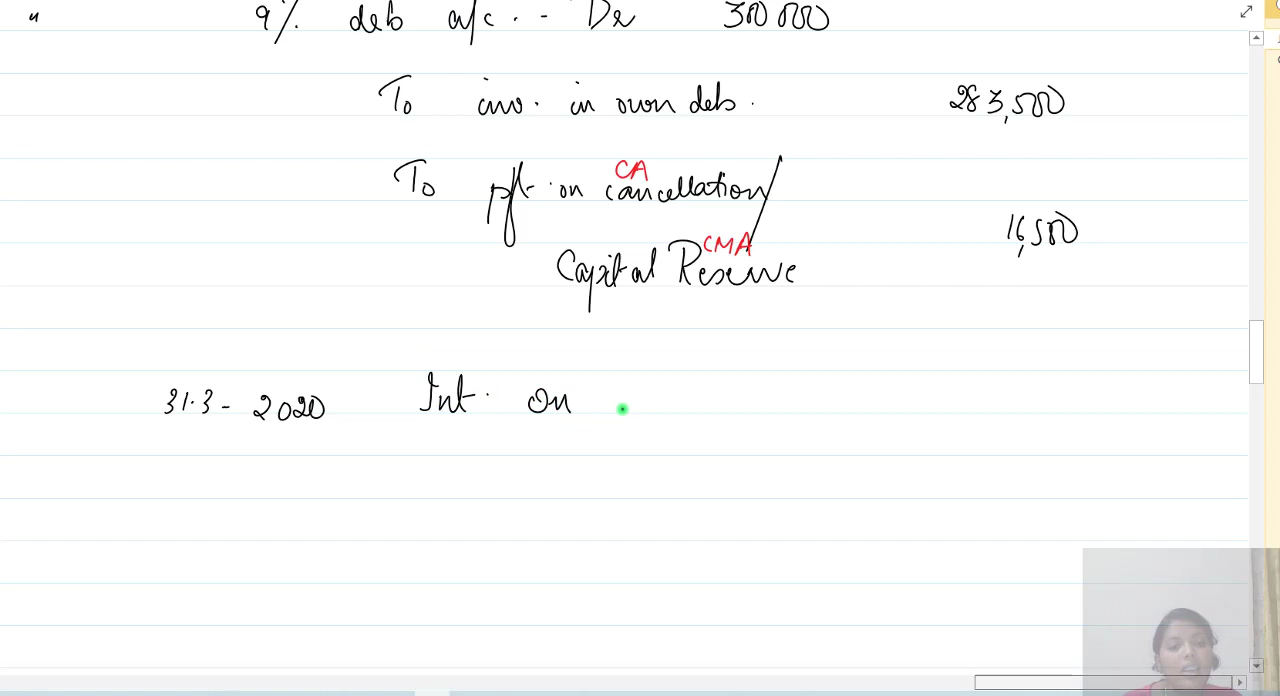 " 9% deb a/c. - Dr 300 000
To inv. in own deb. 283,500
CA
To pft. on cancellation/
16,500
CMA
Capital Reserve
31.3 - 2020 Int. on